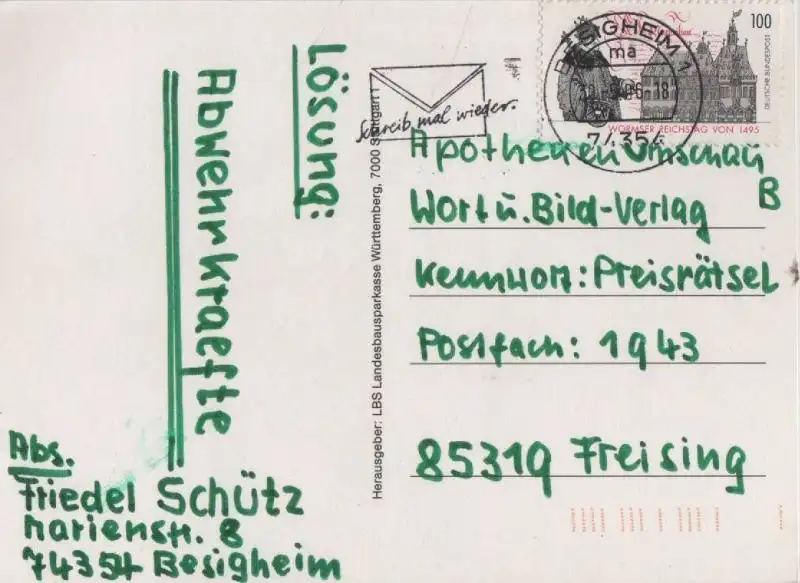 Lösung:
Abwehrkraefte
Abs.
Friedel Schütz
Marienstr. 8
74354 Besigheim
Herausgeber: LBS Landesbausparkasse Württemberg, 7000 Stuttgart 1
Schreib mal wieder.
BESIGHEIM 1
ma
74354
100
DEUTSCHE BUNDESPOST
WORMSER REICHSTAG VON 1495
Apotheken Umschau
B
Wort u. Bild-Verlag
Kennwort: Preisrätsel
Postfach: 1943
85319 Freising